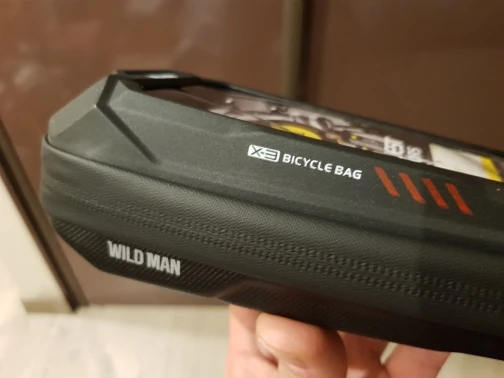 X3 BICYCLE BAG
WILD MAN